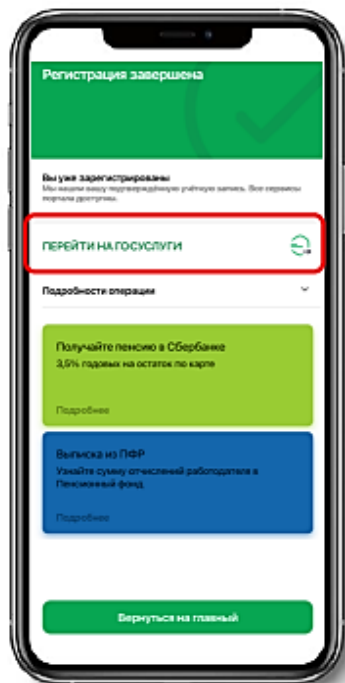 Регистрация завершена
Вы уже зарегистрированы
Мы нашли вашу подтверждённую учётную запись. Все сервисы
портала доступны.
ПЕРЕЙТИ НА ГОСУСЛУГИ
Подробности операции
Получайте пенсию в Сбербанке
3,5% годовых на остаток по карте
Подробнее
Выписка из ПФР
Узнайте сумму отчислений работодателя в
Пенсионный фонд
Подробнее
Вернуться на главный